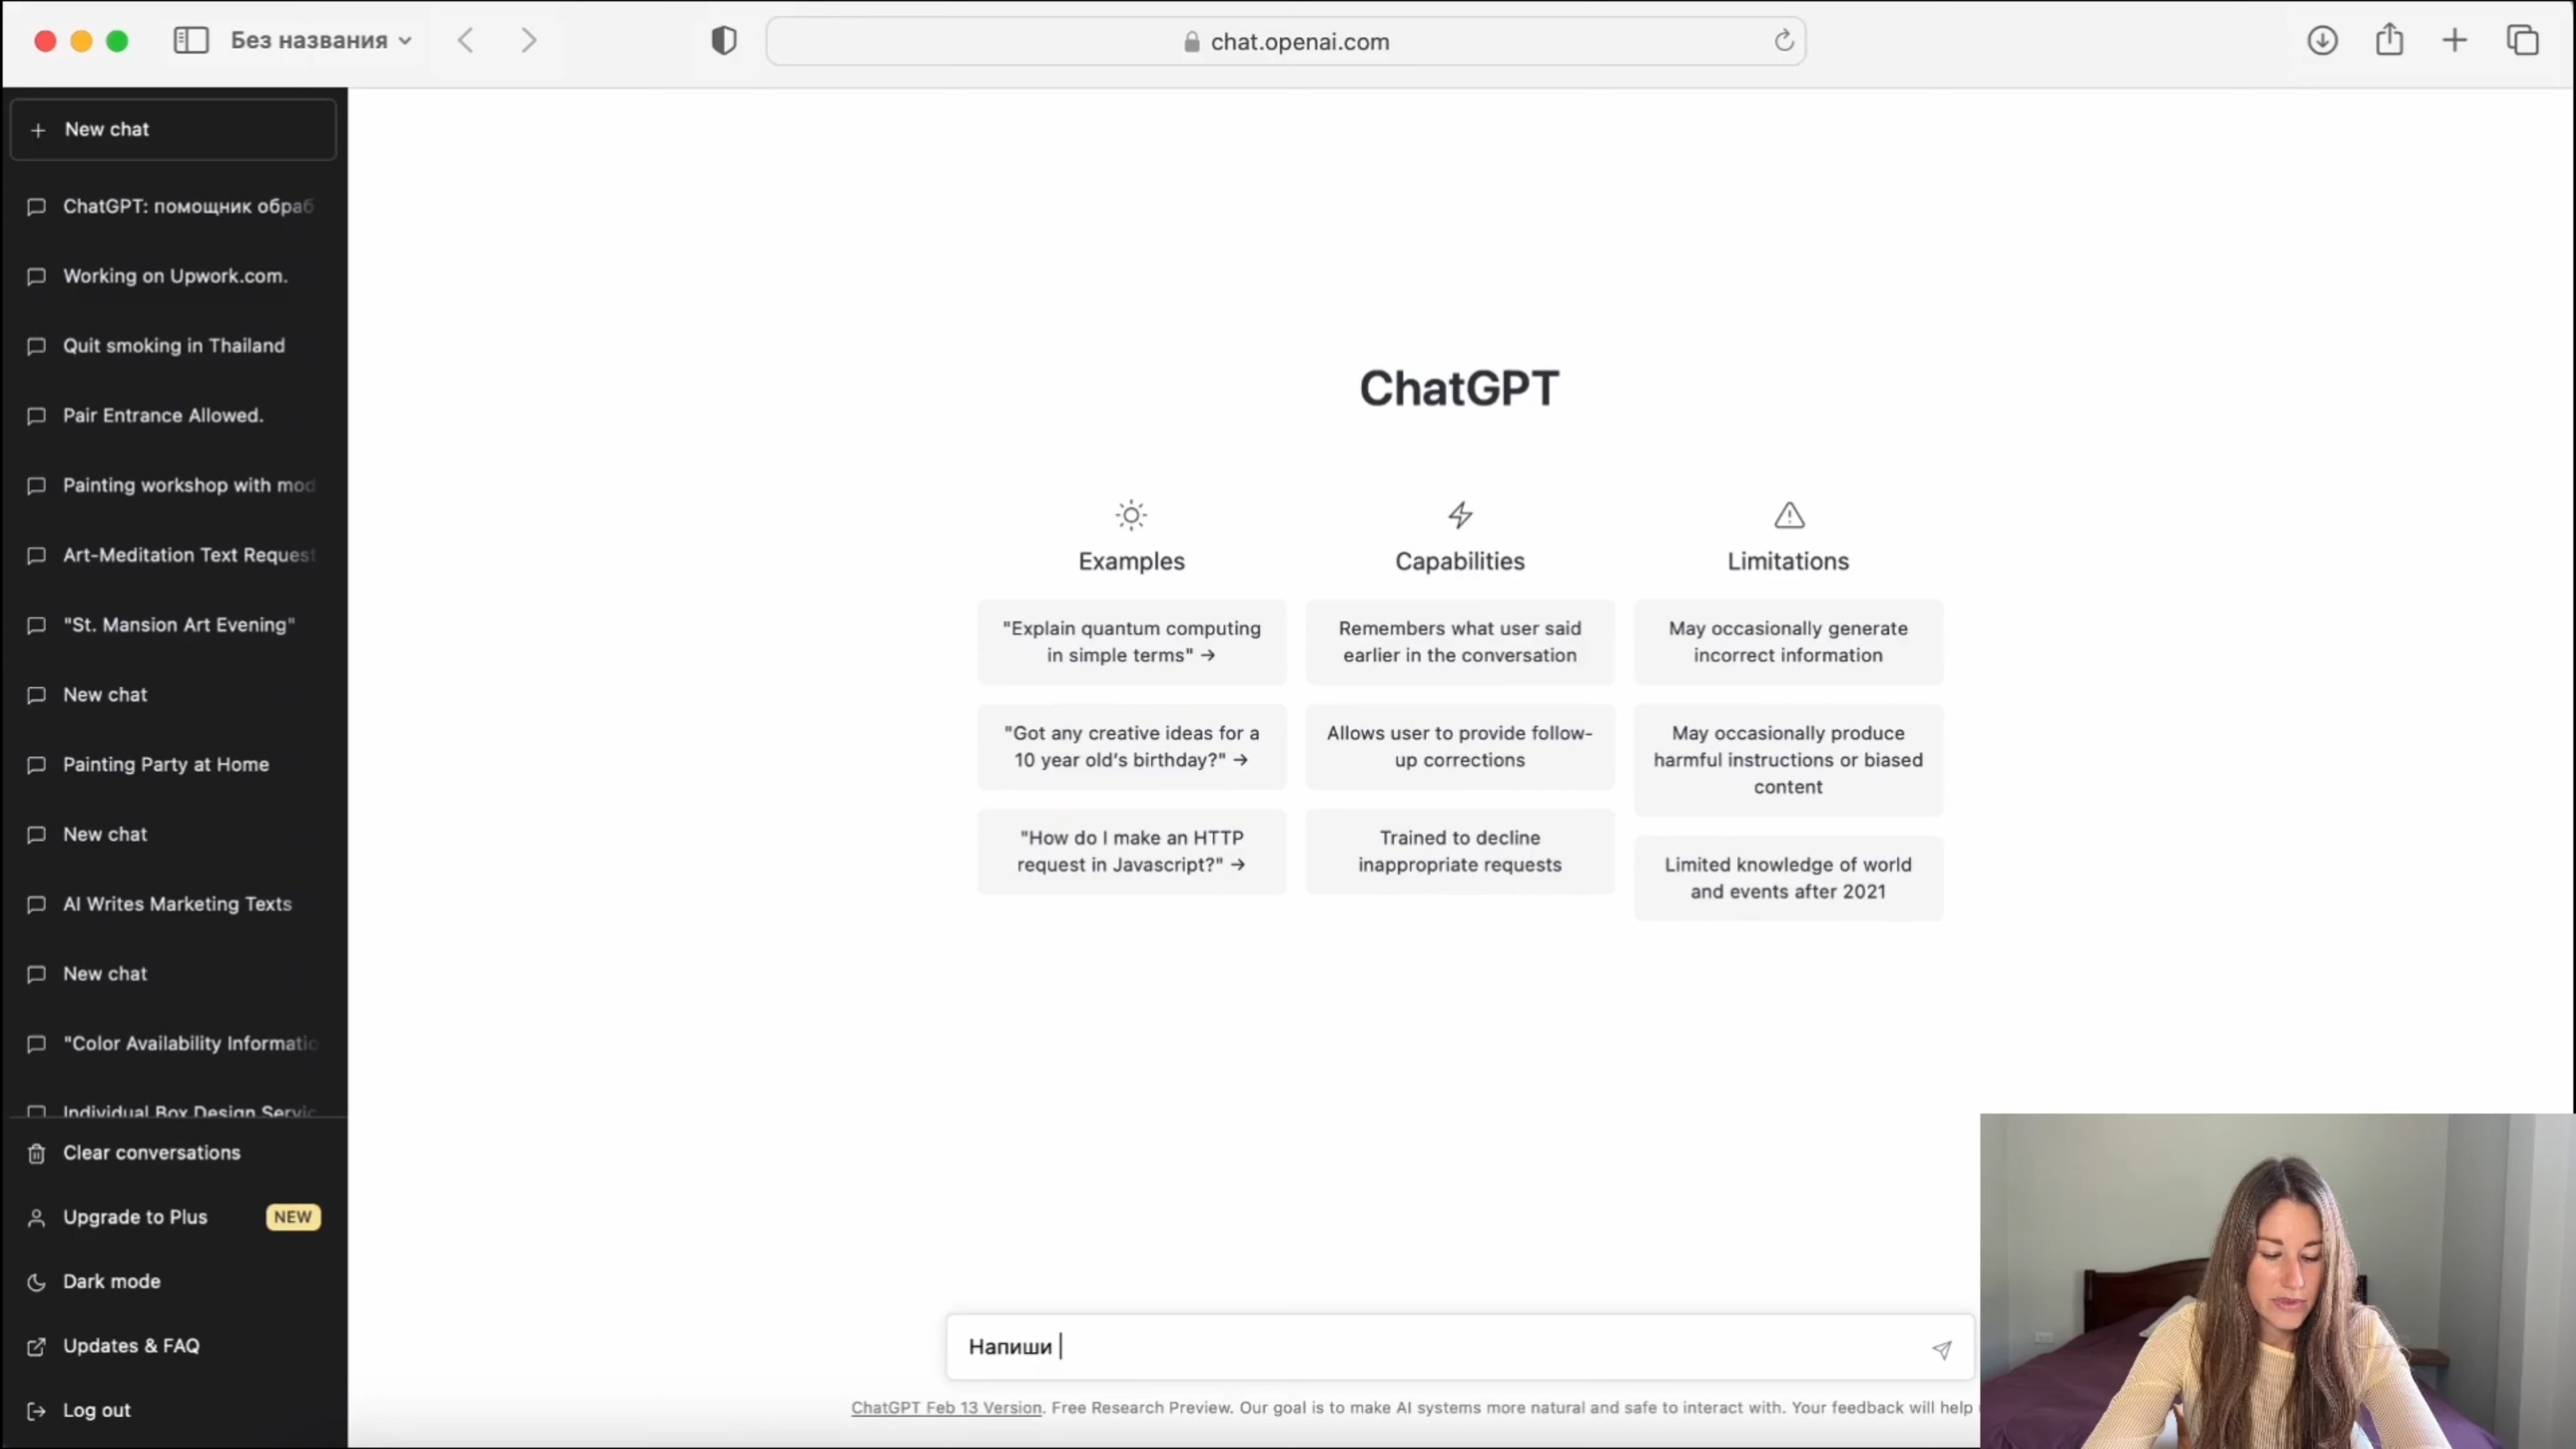 Без названия
chat.openai.com
New chat
ChatGPT: помощник обраб
Working on Upwork.com.
Quit smoking in Thailand
Pair Entrance Allowed.
Painting workshop with mod
Art-Meditation Text Request
"St. Mansion Art Evening"
New chat
Painting Party at Home
New chat
AI Writes Marketing Texts
New chat
"Color Availability Informatio
Individual Box Design Servic
Clear conversations
Upgrade to Plus NEW
Dark mode
Updates & FAQ
Log out
ChatGPT
Examples
"Explain quantum computing
in simple terms" →
"Got any creative ideas for a
10 year old's birthday?" →
"How do I make an HTTP
request in Javascript?" →
Capabilities
Remembers what user said
earlier in the conversation
Allows user to provide follow-
up corrections
Trained to decline
inappropriate requests
Limitations
May occasionally generate
incorrect information
May occasionally produce
harmful instructions or biased
content
Limited knowledge of world
and events after 2021
Напиши
ChatGPT Feb 13 Version. Free Research Preview. Our goal is to make AI systems more natural and safe to interact with. Your feedback will help